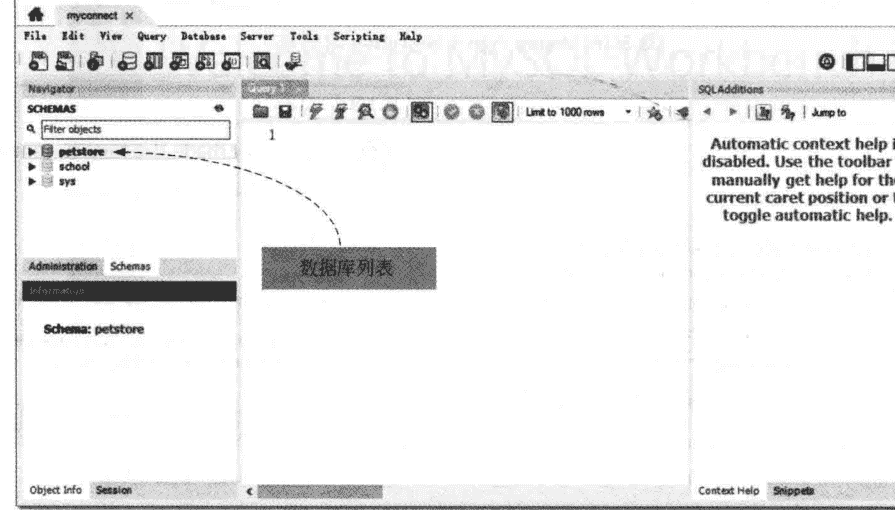 myconnect ×
File Edit View Query Database Server Tools Scripting Help
Navigator
SCHEMAS
Filter objects
petstore
school
sys
Administration Schemas
Information
Schema: petstore
Object Info Session
Query 1
Limit to 1000 rows
1
数据库列表
SQLAdditions
Jump to
Automatic context help i
disabled. Use the toolbar
manually get help for the
current caret position or t
toggle automatic help.
Context Help Snippets